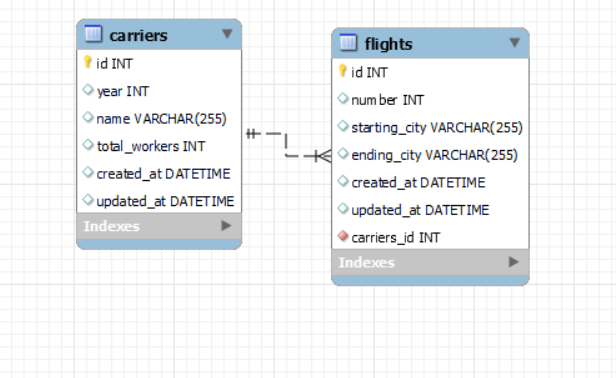 carriers
id INT
year INT
name VARCHAR(255)
total_workers INT
created_at DATETIME
updated_at DATETIME
Indexes
flights
id INT
number INT
starting_city VARCHAR(255)
ending_city VARCHAR(255)
created_at DATETIME
updated_at DATETIME
carriers_id INT
Indexes